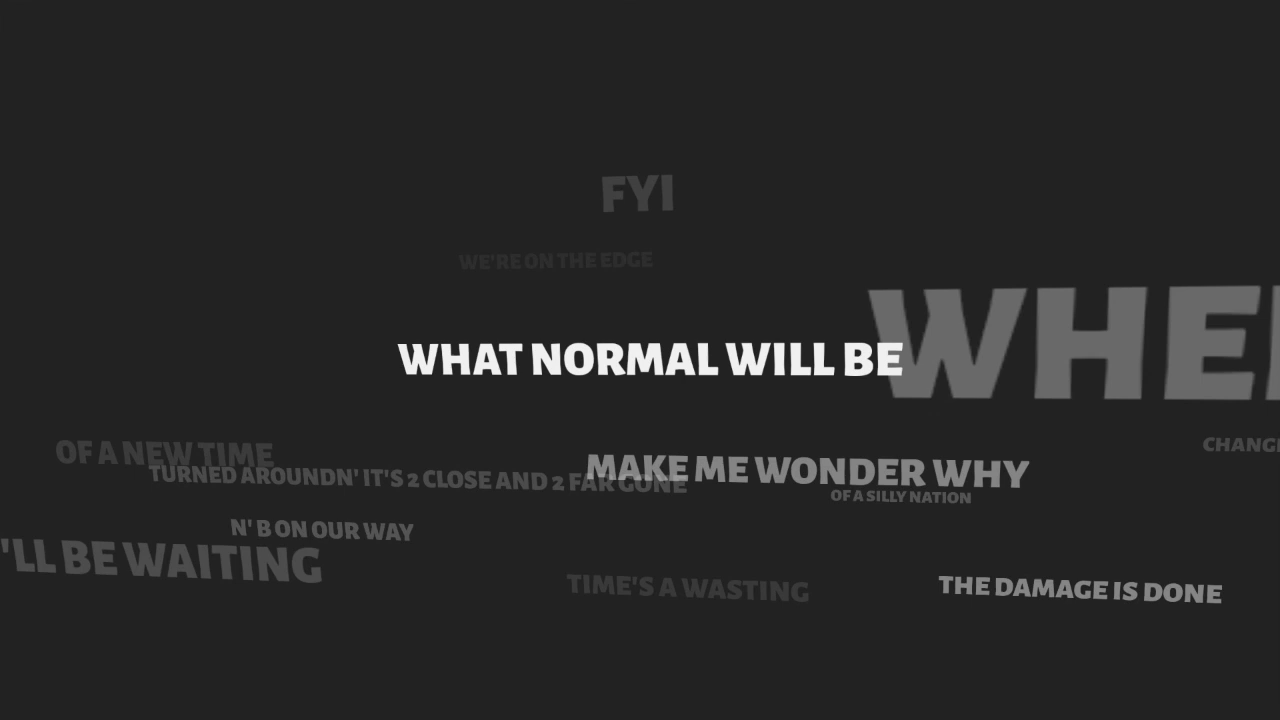 FYI
WE'RE ON THE EDGE
WHAT NORMAL WILL BE
OF A NEW TIME
MAKE ME WONDER WHY
TURNED AROUNDN' IT'S 2 CLOSE AND 2 FAR GONE
OF A SILLY NATION
N' B ON OUR WAY
'LL BE WAITING
TIME'S A WASTING
THE DAMAGE IS DONE